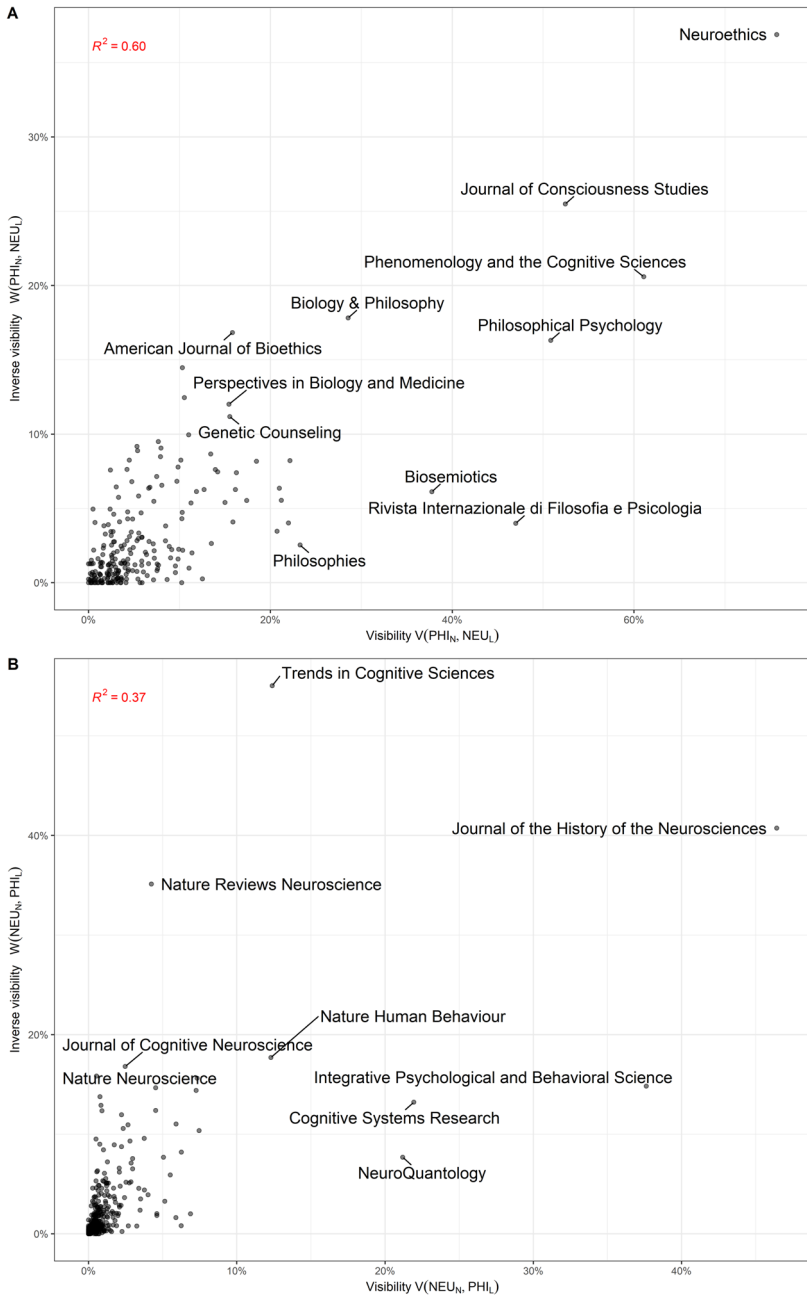 A
R² = 0.60
Neuroethics
30%
Journal of Consciousness Studies
Phenomenology and the Cognitive Sciences
20%
Biology & Philosophy
Philosophical Psychology
American Journal of Bioethics
Perspectives in Biology and Medicine
Genetic Counseling
10%
Biosemiotics
Rivista Internazionale di Filosofia e Psicologia
Philosophies
0%
Inverse visibility W(PHI_N, NEU_L)
0% 20% 40% 60%
Visibility V(PHI_N, NEU_L)
B
R² = 0.37
Trends in Cognitive Sciences
Journal of the History of the Neurosciences
40%
Nature Reviews Neuroscience
Nature Human Behaviour
20%
Journal of Cognitive Neuroscience
Nature Neuroscience
Integrative Psychological and Behavioral Science
Cognitive Systems Research
NeuroQuantology
0%
Inverse visibility W(NEU_N, PHI_L)
0% 10% 20% 30% 40%
Visibility V(NEU_N, PHI_L)